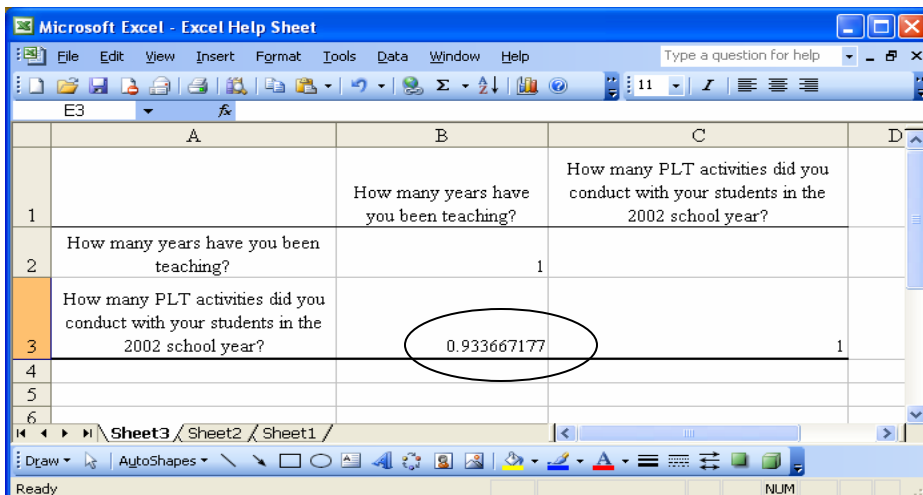 Microsoft Excel - Excel Help Sheet
File Edit View Insert Format Tools Data Window Help Type a question for help
Σ 11 I
E3 fx
A B C D
How many years have
you been teaching?
How many PLT activities did you
conduct with your students in the
2002 school year?
1
How many years have you been
teaching?
2 1
How many PLT activities did you
conduct with your students in the
2002 school year?
3 0.933667177 1
4
5
6
Sheet3 Sheet2 Sheet1
Draw AutoShapes A
Ready NUM